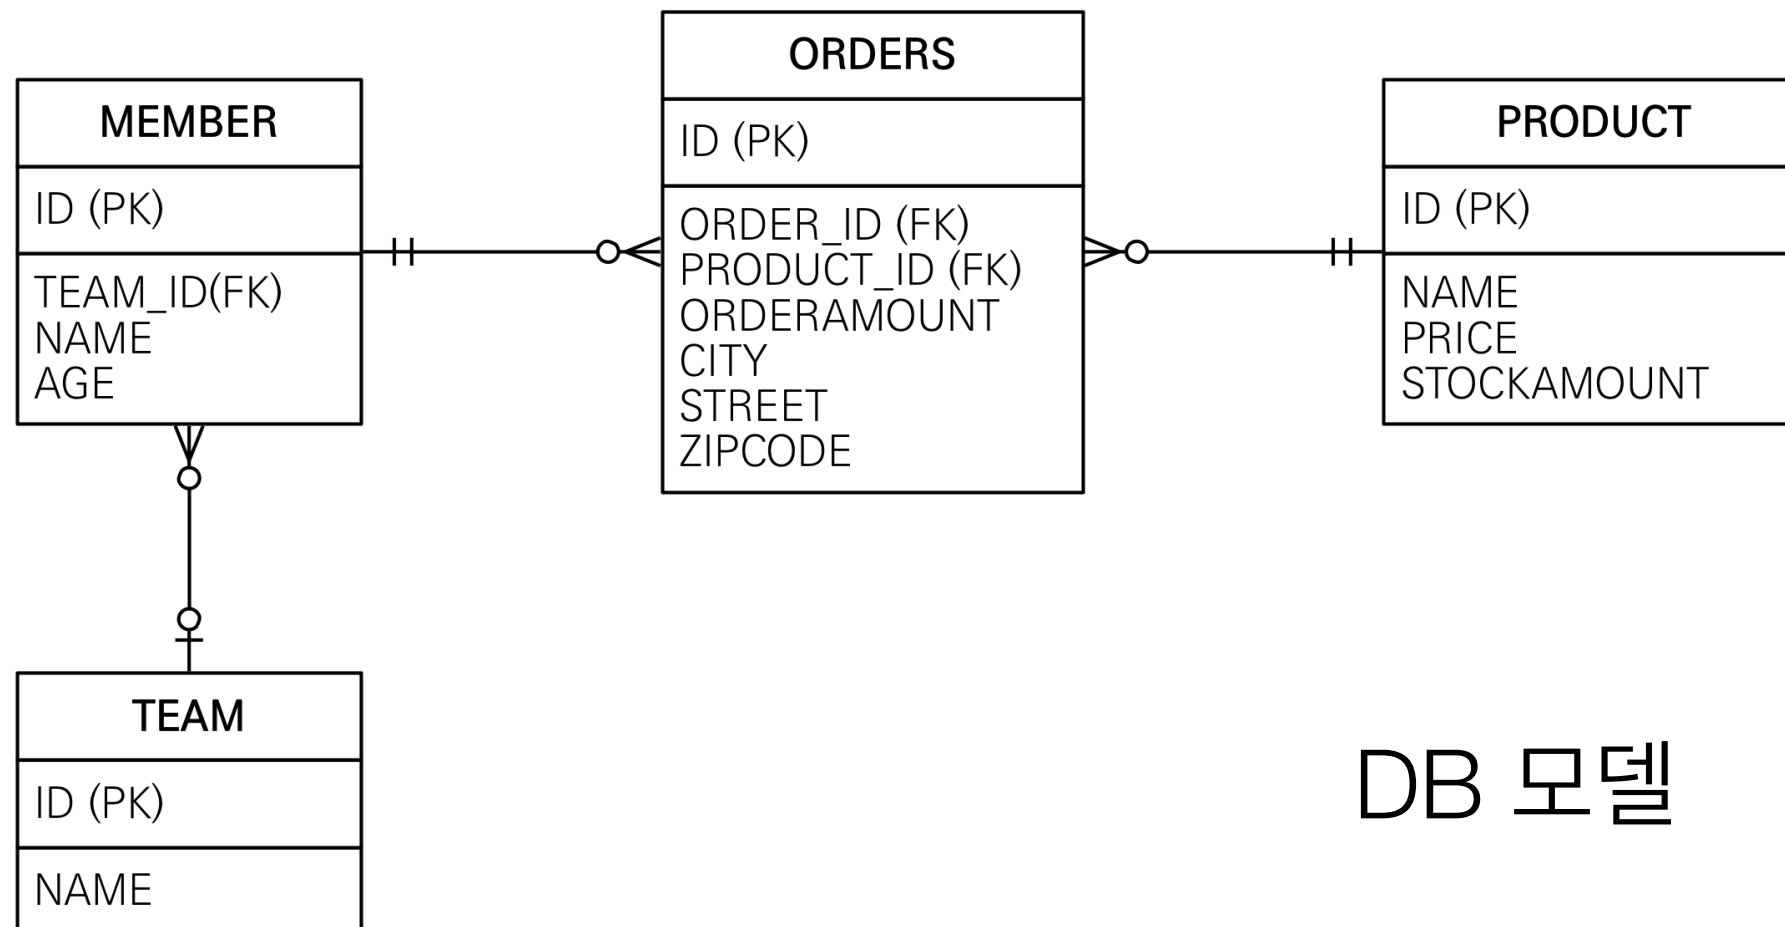 MEMBER
ID (PK)
TEAM_ID(FK)
NAME
AGE
ORDERS
ID (PK)
ORDER_ID (FK)
PRODUCT_ID (FK)
ORDERAMOUNT
CITY
STREET
ZIPCODE
PRODUCT
ID (PK)
NAME
PRICE
STOCKAMOUNT
TEAM
ID (PK)
NAME
DB 모델